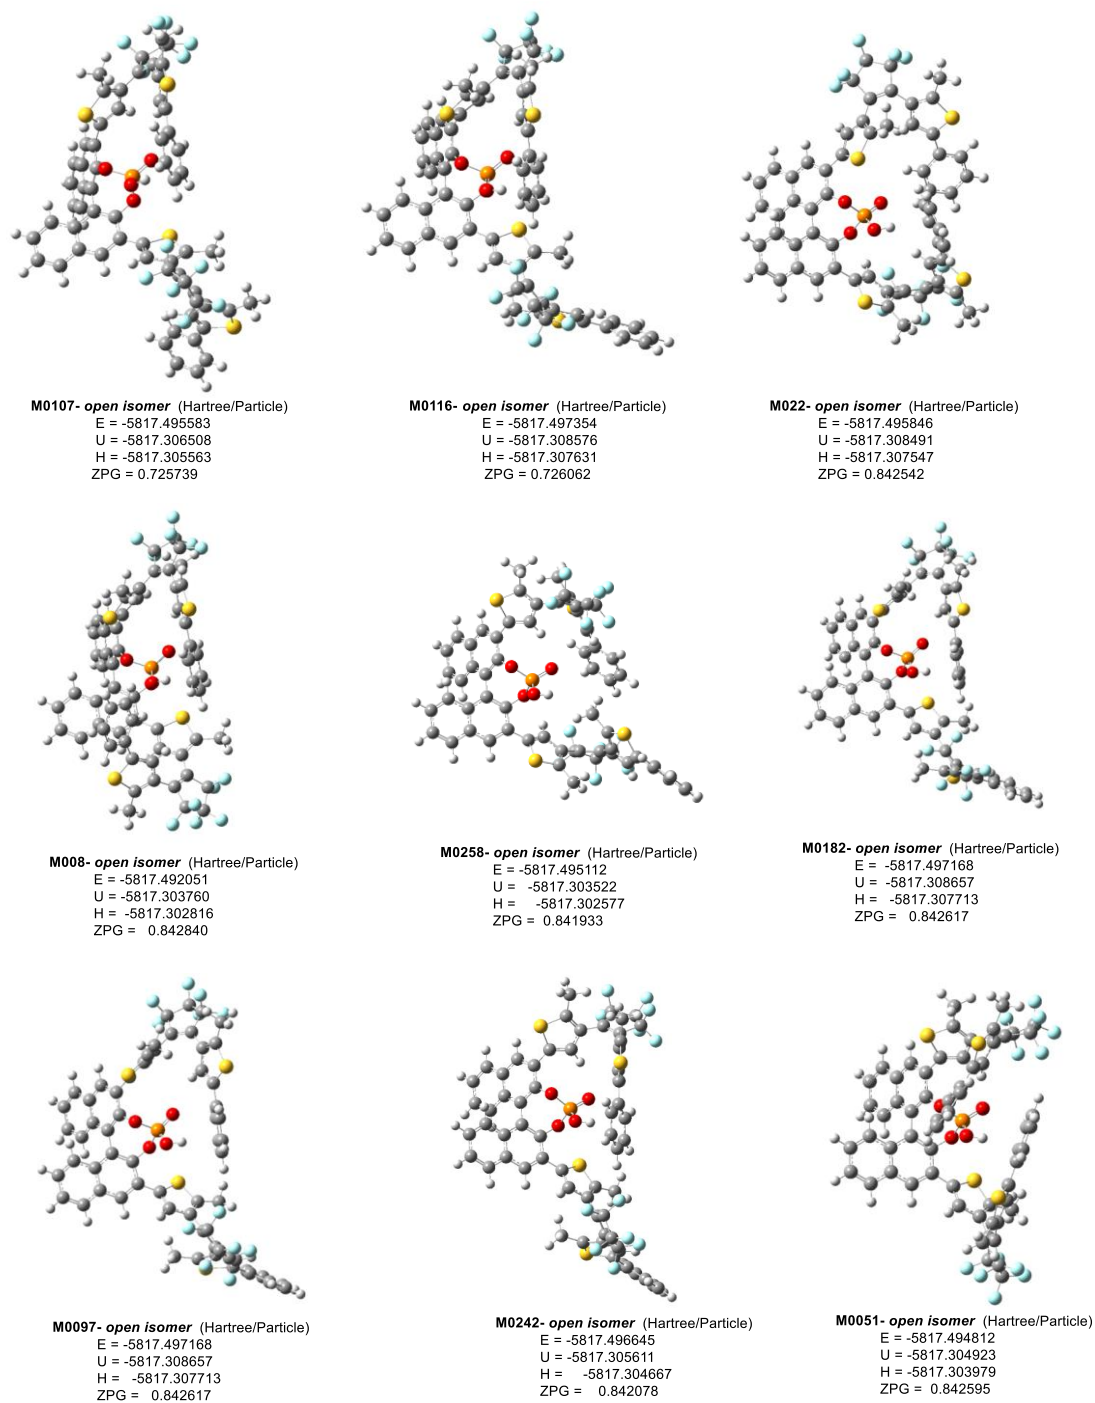 M0107- open isomer (Hartree/Particle)
E = -5817.495583
U = -5817.306508
H = -5817.305563
ZPG = 0.725739
M0116- open isomer (Hartree/Particle)
E = -5817.497354
U = -5817.308576
H = -5817.307631
ZPG = 0.726062
M022- open isomer (Hartree/Particle)
E = -5817.495846
U = -5817.308491
H = -5817.307547
ZPG = 0.842542
M008- open isomer (Hartree/Particle)
E = -5817.492051
U = -5817.303760
H = -5817.302816
ZPG = 0.842840
M0258- open isomer (Hartree/Particle)
E = -5817.495112
U = -5817.303522
H = -5817.302577
ZPG = 0.841933
M0182- open isomer (Hartree/Particle)
E = -5817.497168
U = -5817.308657
H = -5817.307713
ZPG = 0.842617
M0097- open isomer (Hartree/Particle)
E = -5817.497168
U = -5817.308657
H = -5817.307713
ZPG = 0.842617
M0242- open isomer (Hartree/Particle)
E = -5817.496645
U = -5817.305611
H = -5817.304667
ZPG = 0.842078
M0051- open isomer (Hartree/Particle)
E = -5817.494812
U = -5817.304923
H = -5817.303979
ZPG = 0.842595